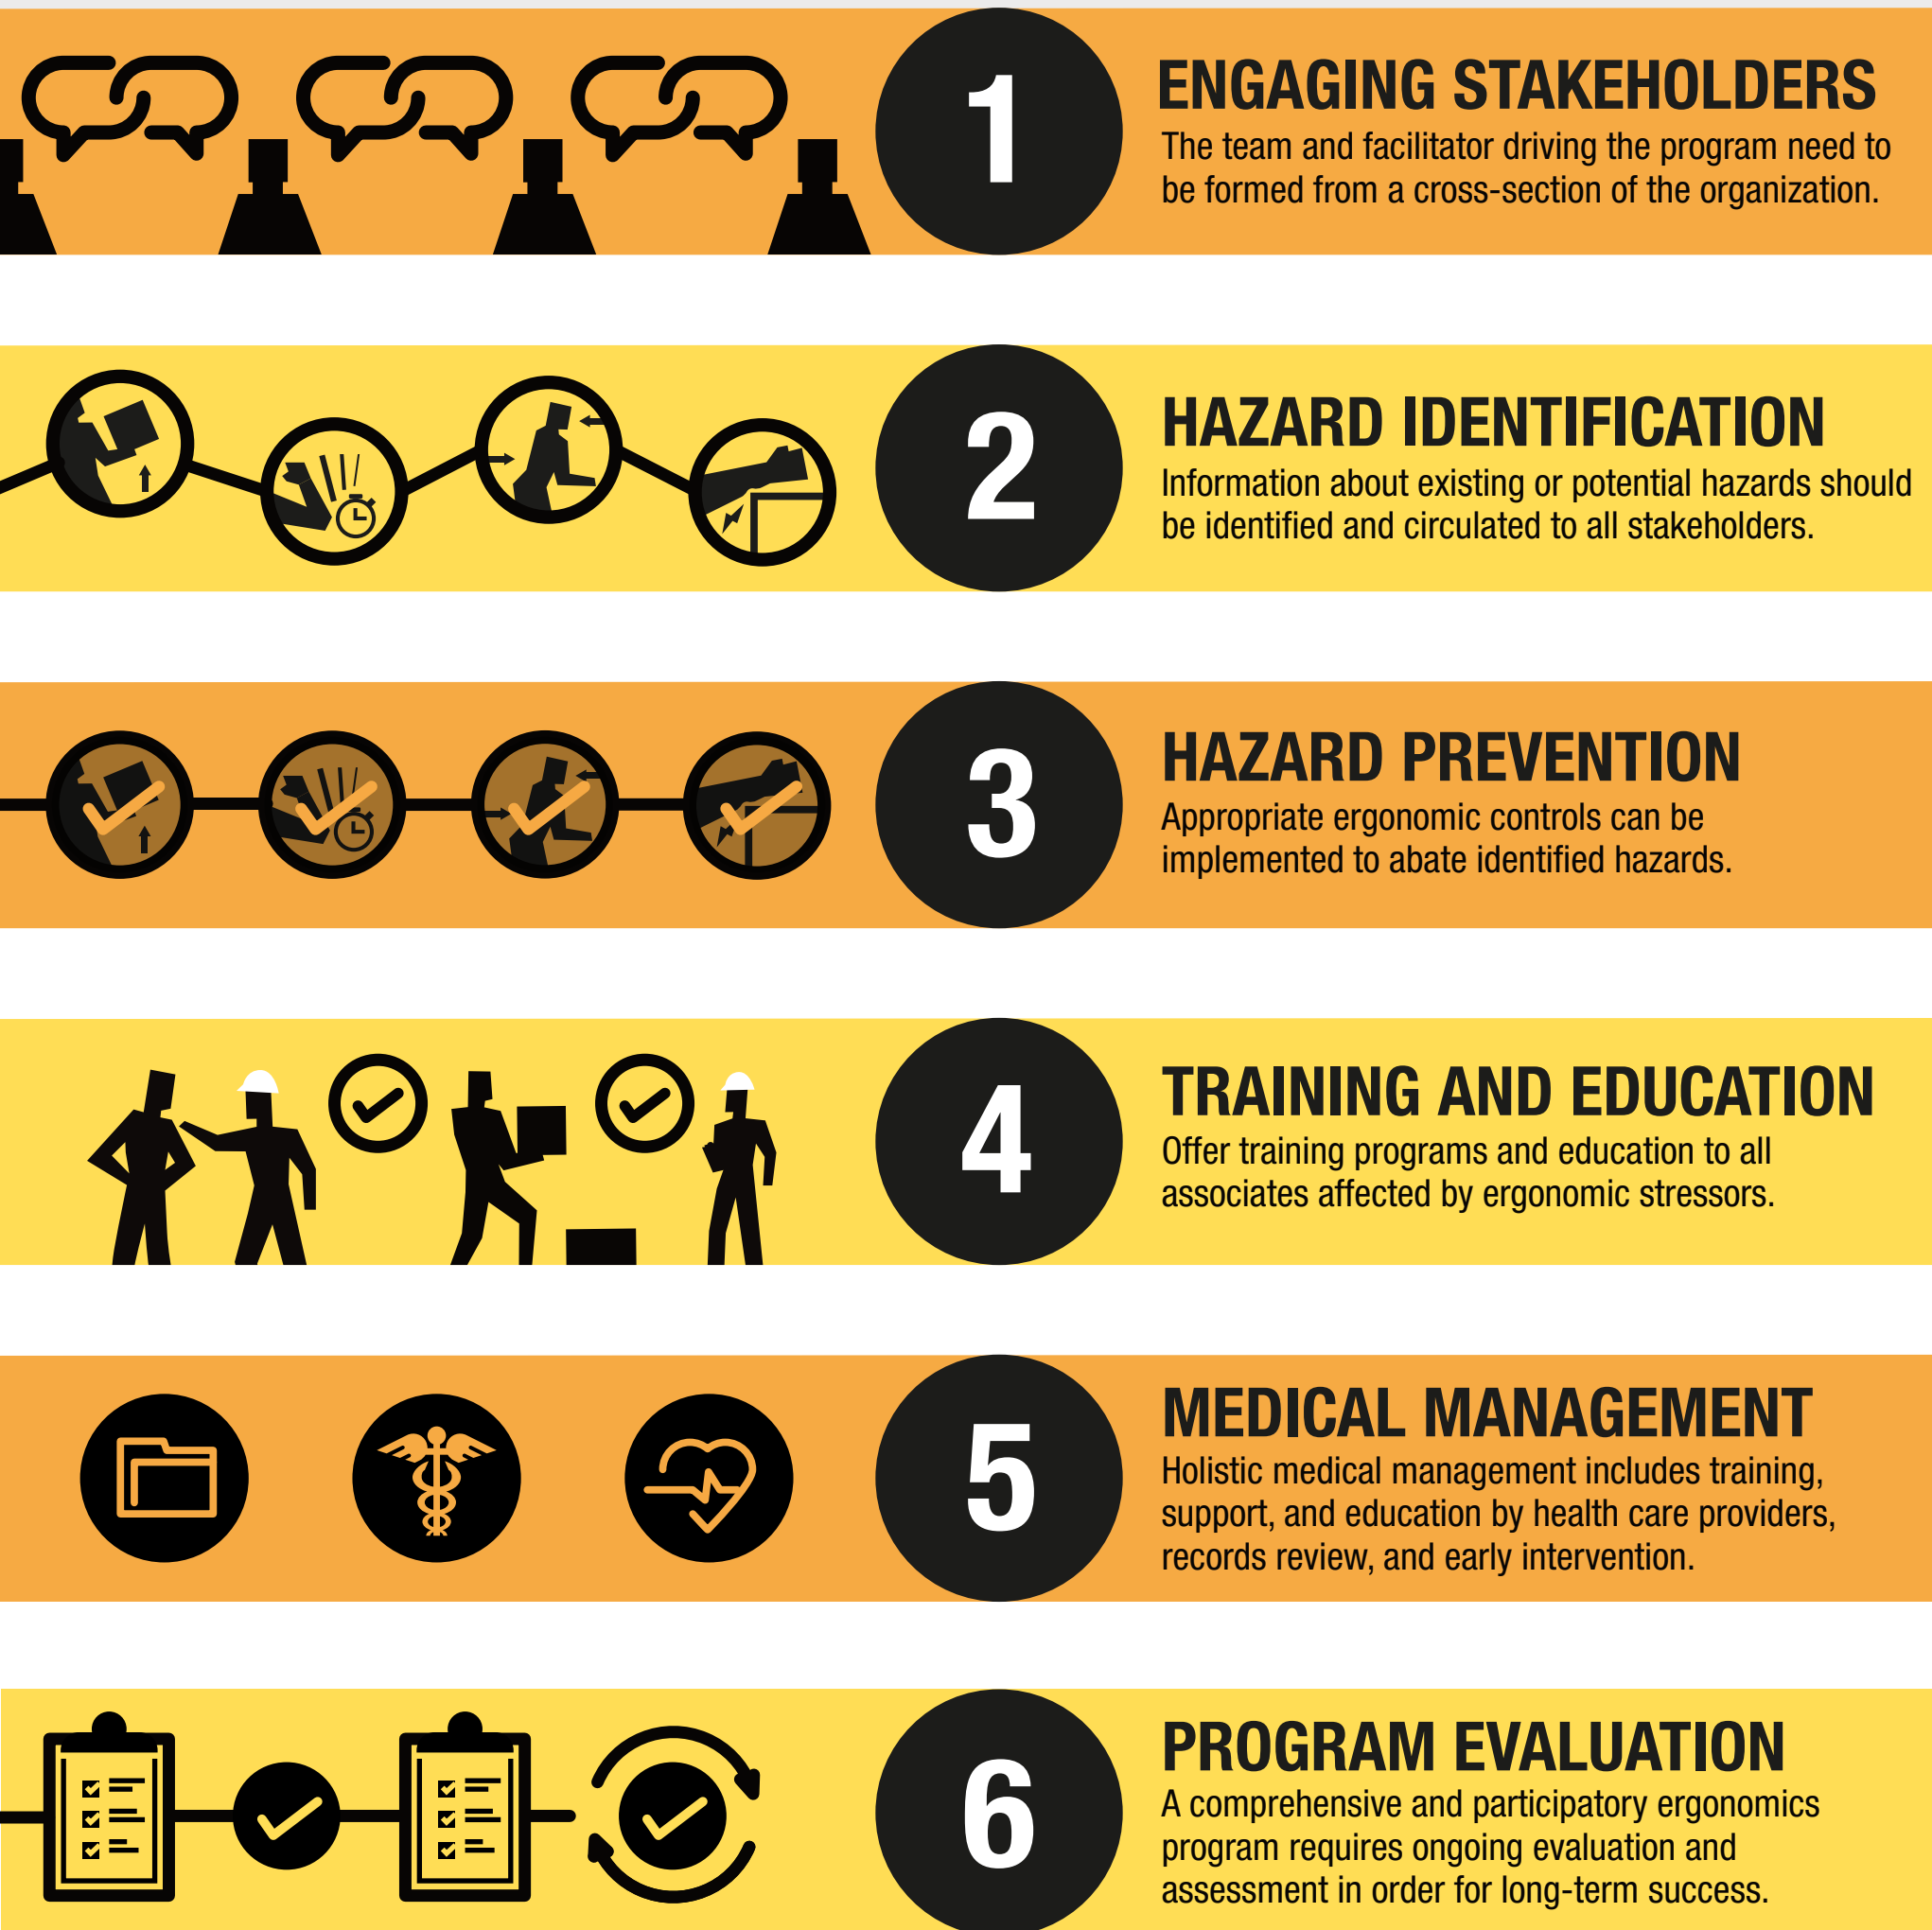 1
ENGAGING STAKEHOLDERS
The team and facilitator driving the program need to
be formed from a cross-section of the organization.
2
HAZARD IDENTIFICATION
Information about existing or potential hazards should
be identified and circulated to all stakeholders.
3
HAZARD PREVENTION
Appropriate ergonomic controls can be
implemented to abate identified hazards.
4
TRAINING AND EDUCATION
Offer training programs and education to all
associates affected by ergonomic stressors.
5
MEDICAL MANAGEMENT
Holistic medical management includes training,
support, and education by health care providers,
records review, and early intervention.
6
PROGRAM EVALUATION
A comprehensive and participatory ergonomics
program requires ongoing evaluation and
assessment in order for long-term success.